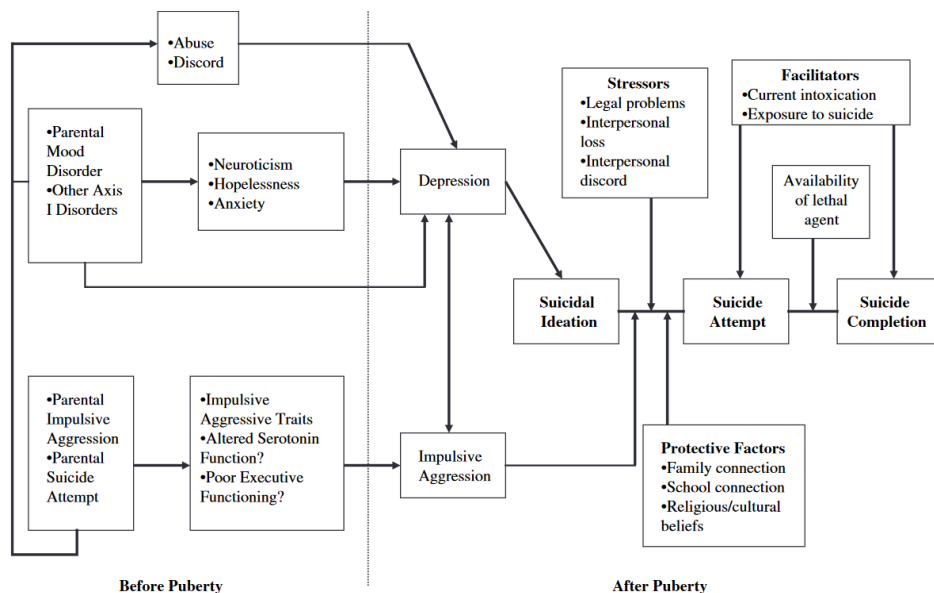 •Abuse
•Discord
•Parental
Mood
Disorder
•Other Axis
I Disorders
•Neuroticism
•Hopelessness
•Anxiety
Depression
Stressors
•Legal problems
•Interpersonal
loss
•Interpersonal
discord
Facilitators
•Current intoxication
•Exposure to suicide
Availability
of lethal
agent
Suicidal
Ideation
Suicide
Attempt
Suicide
Completion
•Parental
Impulsive
Aggression
•Parental
Suicide
Attempt
•Impulsive
Aggressive Traits
•Altered Serotonin
Function?
•Poor Executive
Functioning?
Impulsive
Aggression
Protective Factors
•Family connection
•School connection
•Religious/cultural
beliefs
Before Puberty
After Puberty